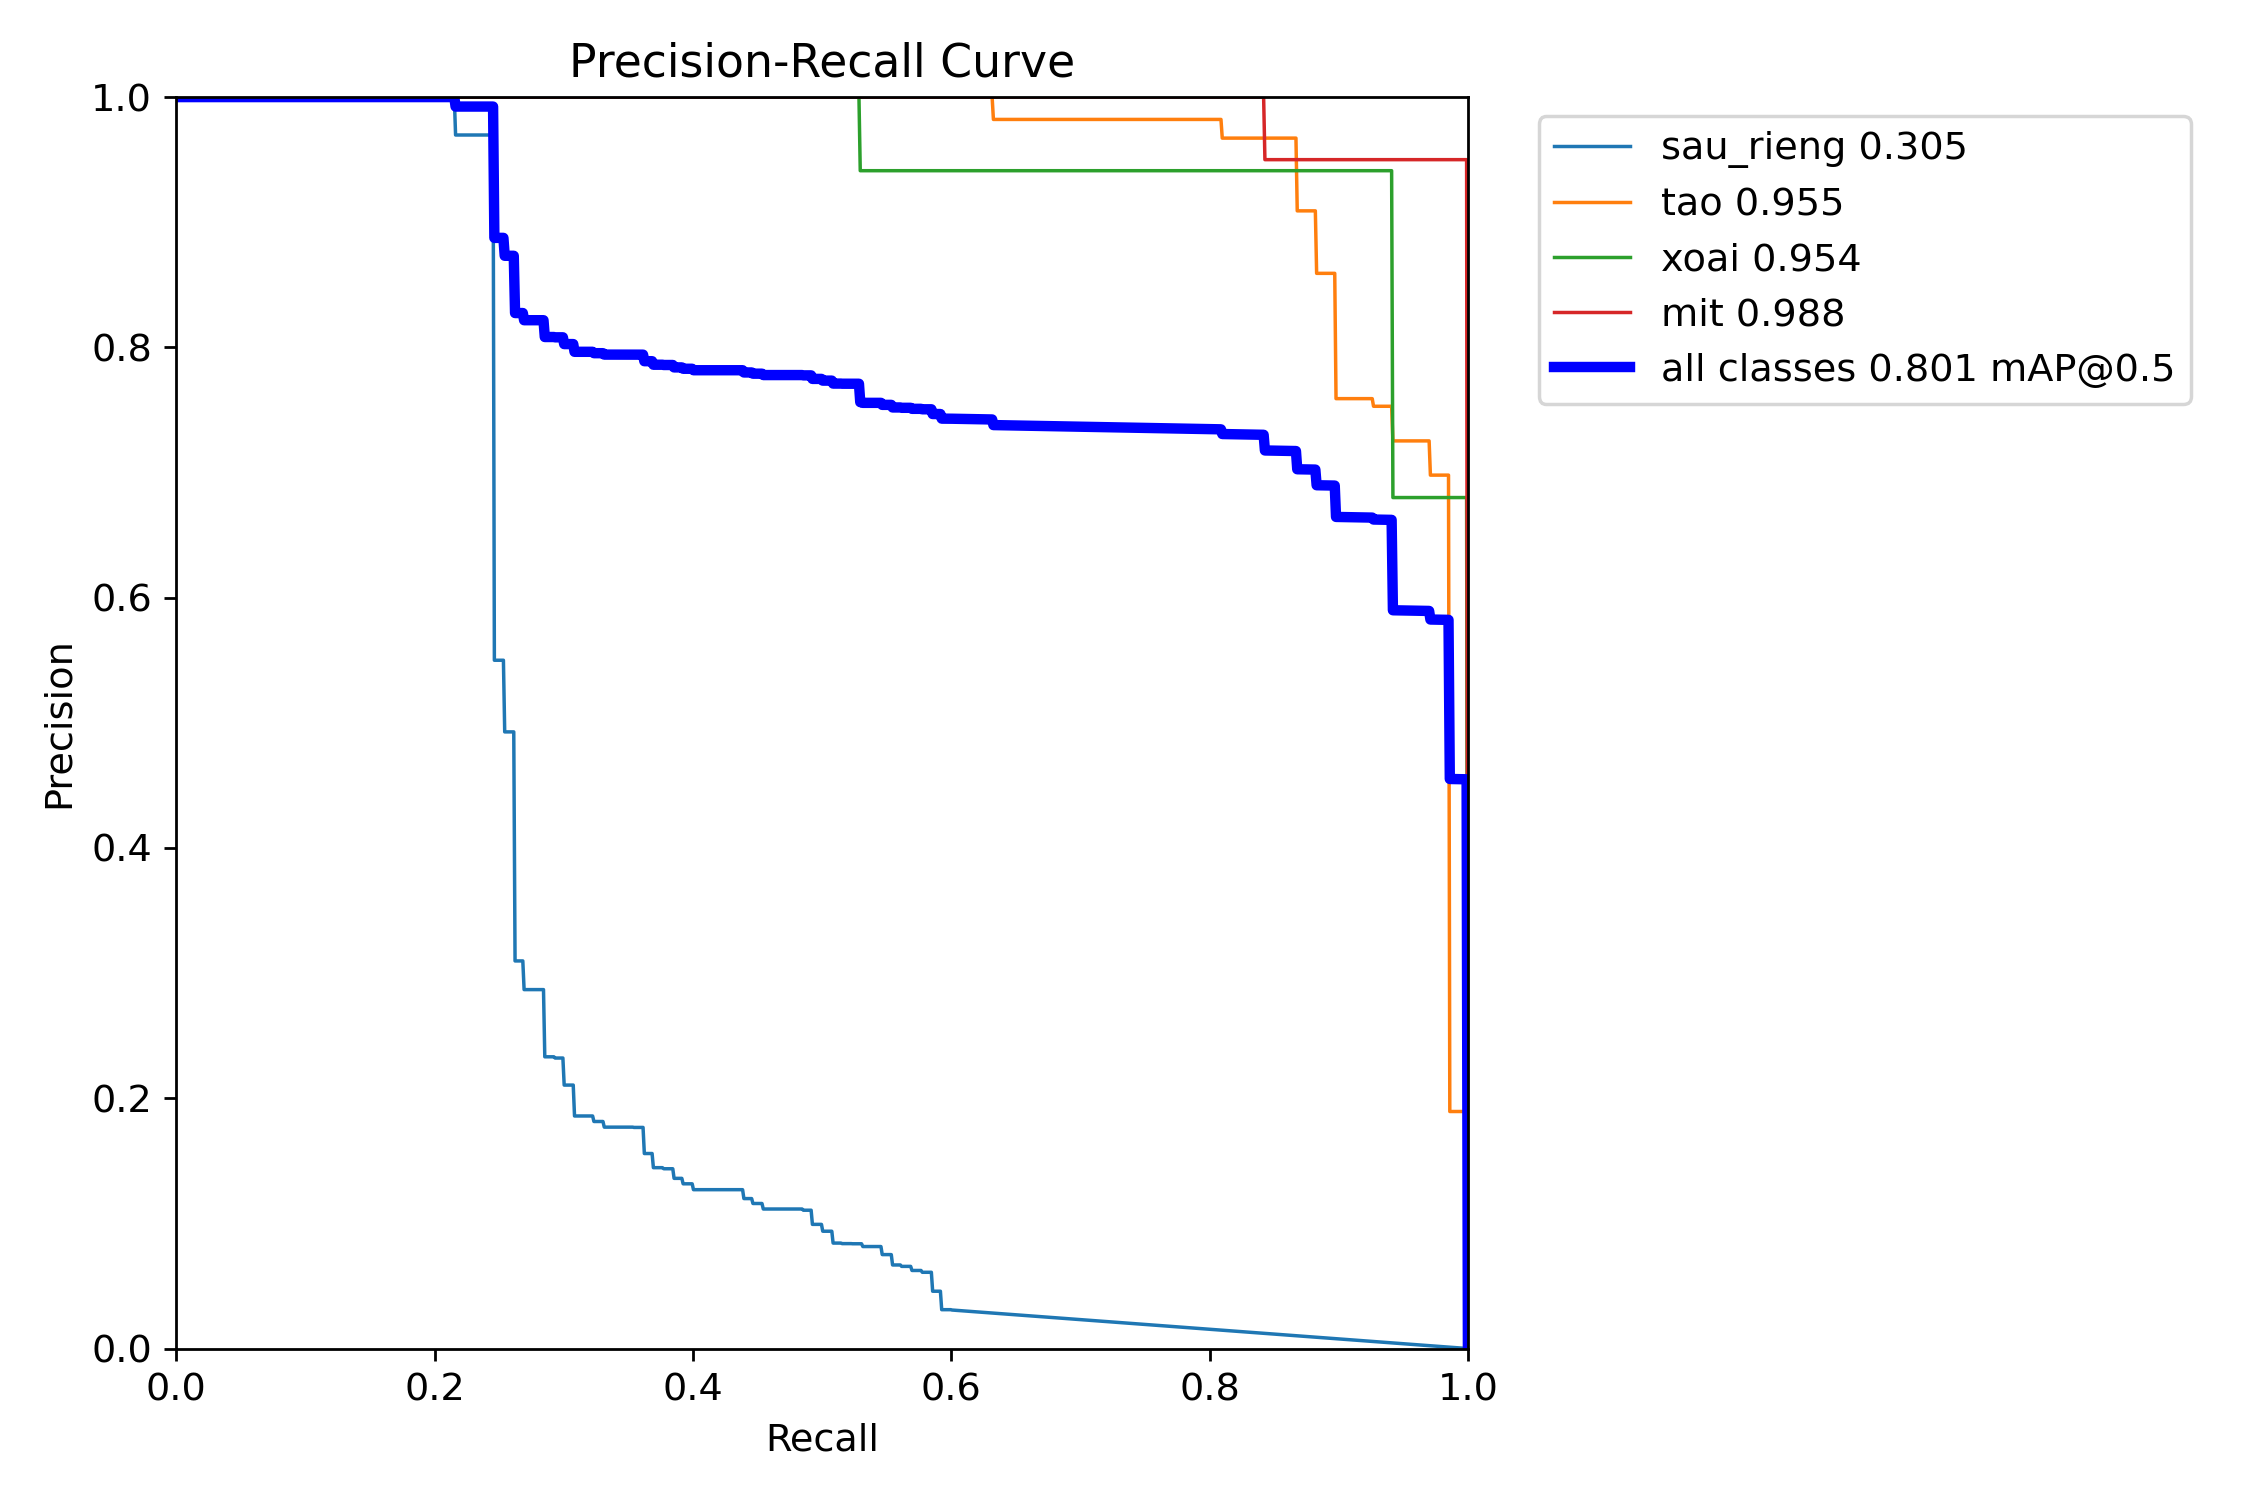 Precision-Recall Curve
1.0
0.8
0.6
0.4
0.2
0.0
Precision
0.0 0.2 0.4 0.6 0.8 1.0
Recall
sau_rieng 0.305
tao 0.955
xoai 0.954
mit 0.988
all classes 0.801 mAP@0.5